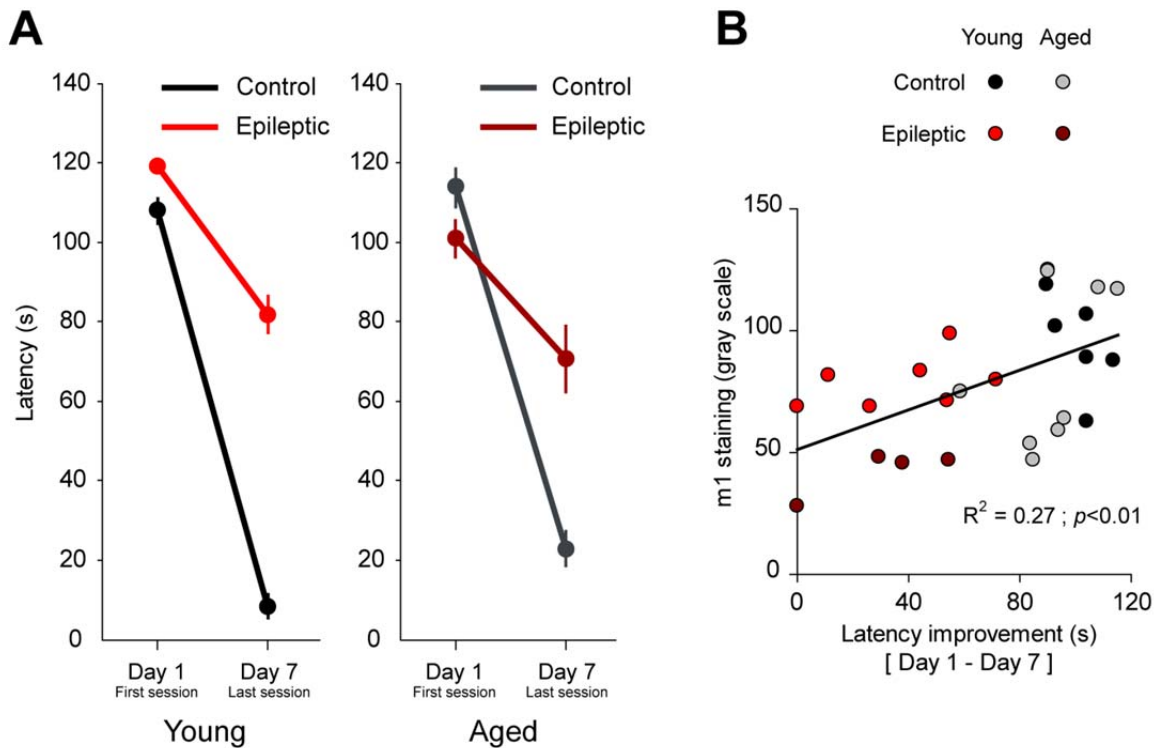 A
Latency (s)
140
120
100
80
60
40
20
0
Control
Epileptic
Day 1
First session
Day 7
Last session
Young
140
120
100
80
60
40
20
0
Control
Epileptic
Day 1
First session
Day 7
Last session
Aged
B
Young Aged
Control
Epileptic
m1 staining (gray scale)
150
100
50
0
R² = 0.27 ; p<0.01
0 40 80 120
Latency improvement (s)
[ Day 1 - Day 7 ]